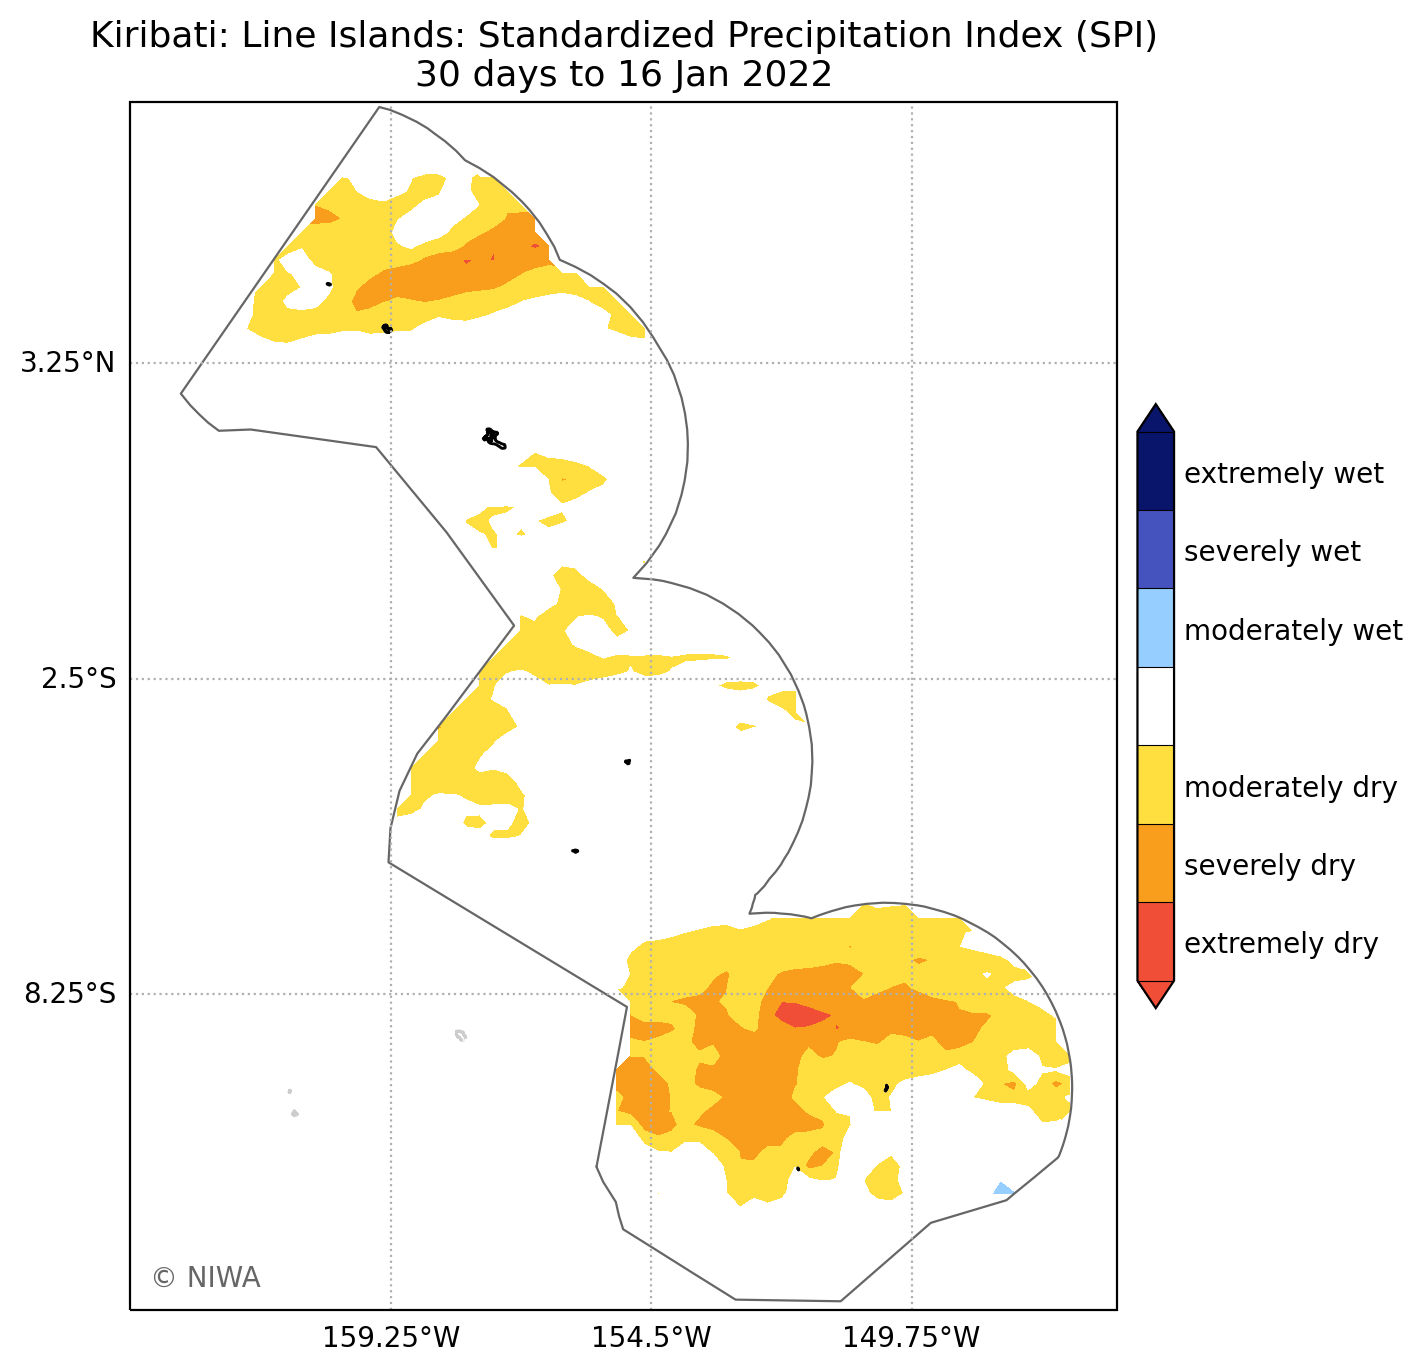 Kiribati: Line Islands: Standardized Precipitation Index (SPI)
30 days to 16 Jan 2022
3.25°N
2.5°S
8.25°S
159.25°W
154.5°W
149.75°W
extremely wet
severely wet
moderately wet
moderately dry
severely dry
extremely dry
© NIWA